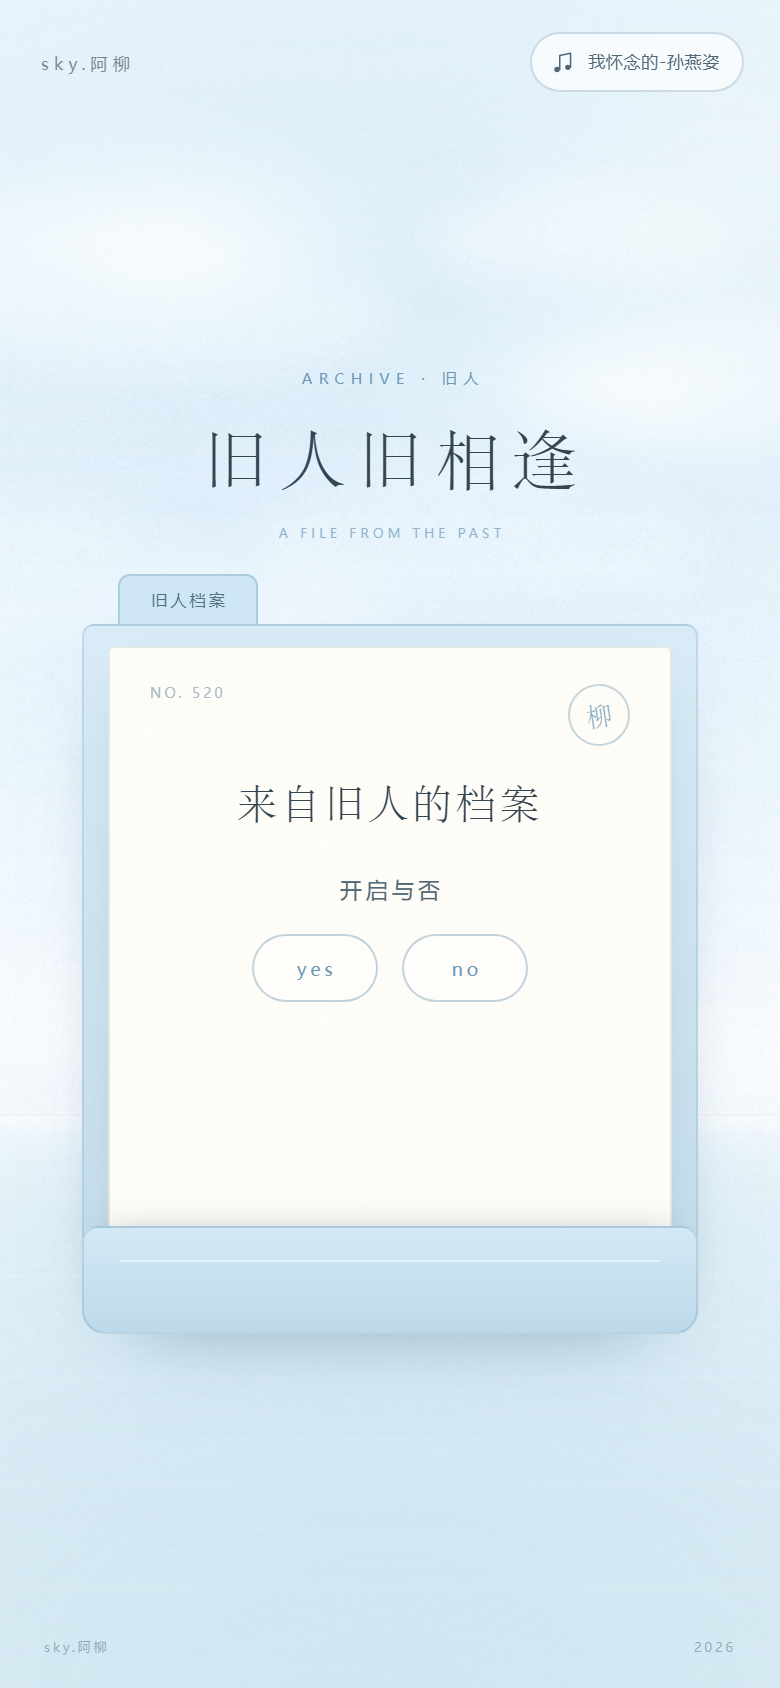 sky.阿柳
我怀念的-孙燕姿
ARCHIVE · 旧人
旧人旧相逢
A FILE FROM THE PAST
旧人档案
NO. 520
柳
来自旧人的档案
开启与否
yes
no
sky.阿柳
2026